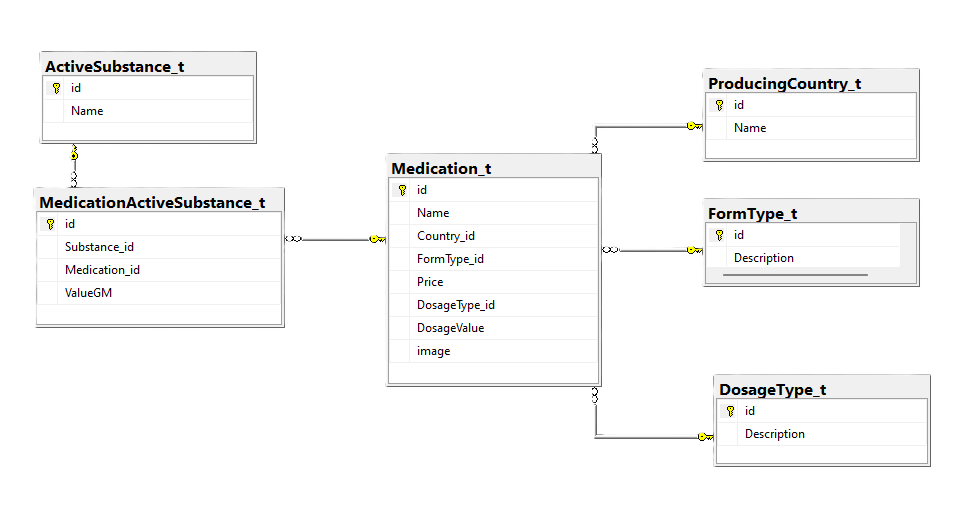 ActiveSubstance_t
id
Name
MedicationActiveSubstance_t
id
Substance_id
Medication_id
ValueGM
Medication_t
id
Name
Country_id
FormType_id
Price
DosageType_id
DosageValue
image
ProducingCountry_t
id
Name
FormType_t
id
Description
DosageType_t
id
Description